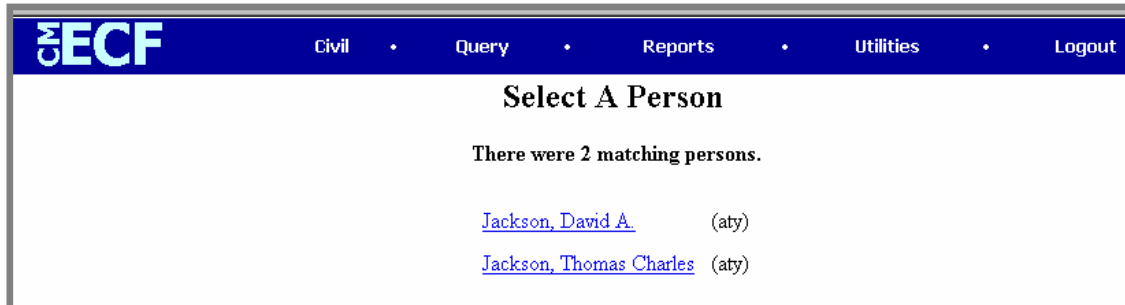 CM ECF Civil • Query • Reports • Utilities • Logout
Select A Person
There were 2 matching persons.
Jackson, David A. (aty)
Jackson, Thomas Charles (aty)